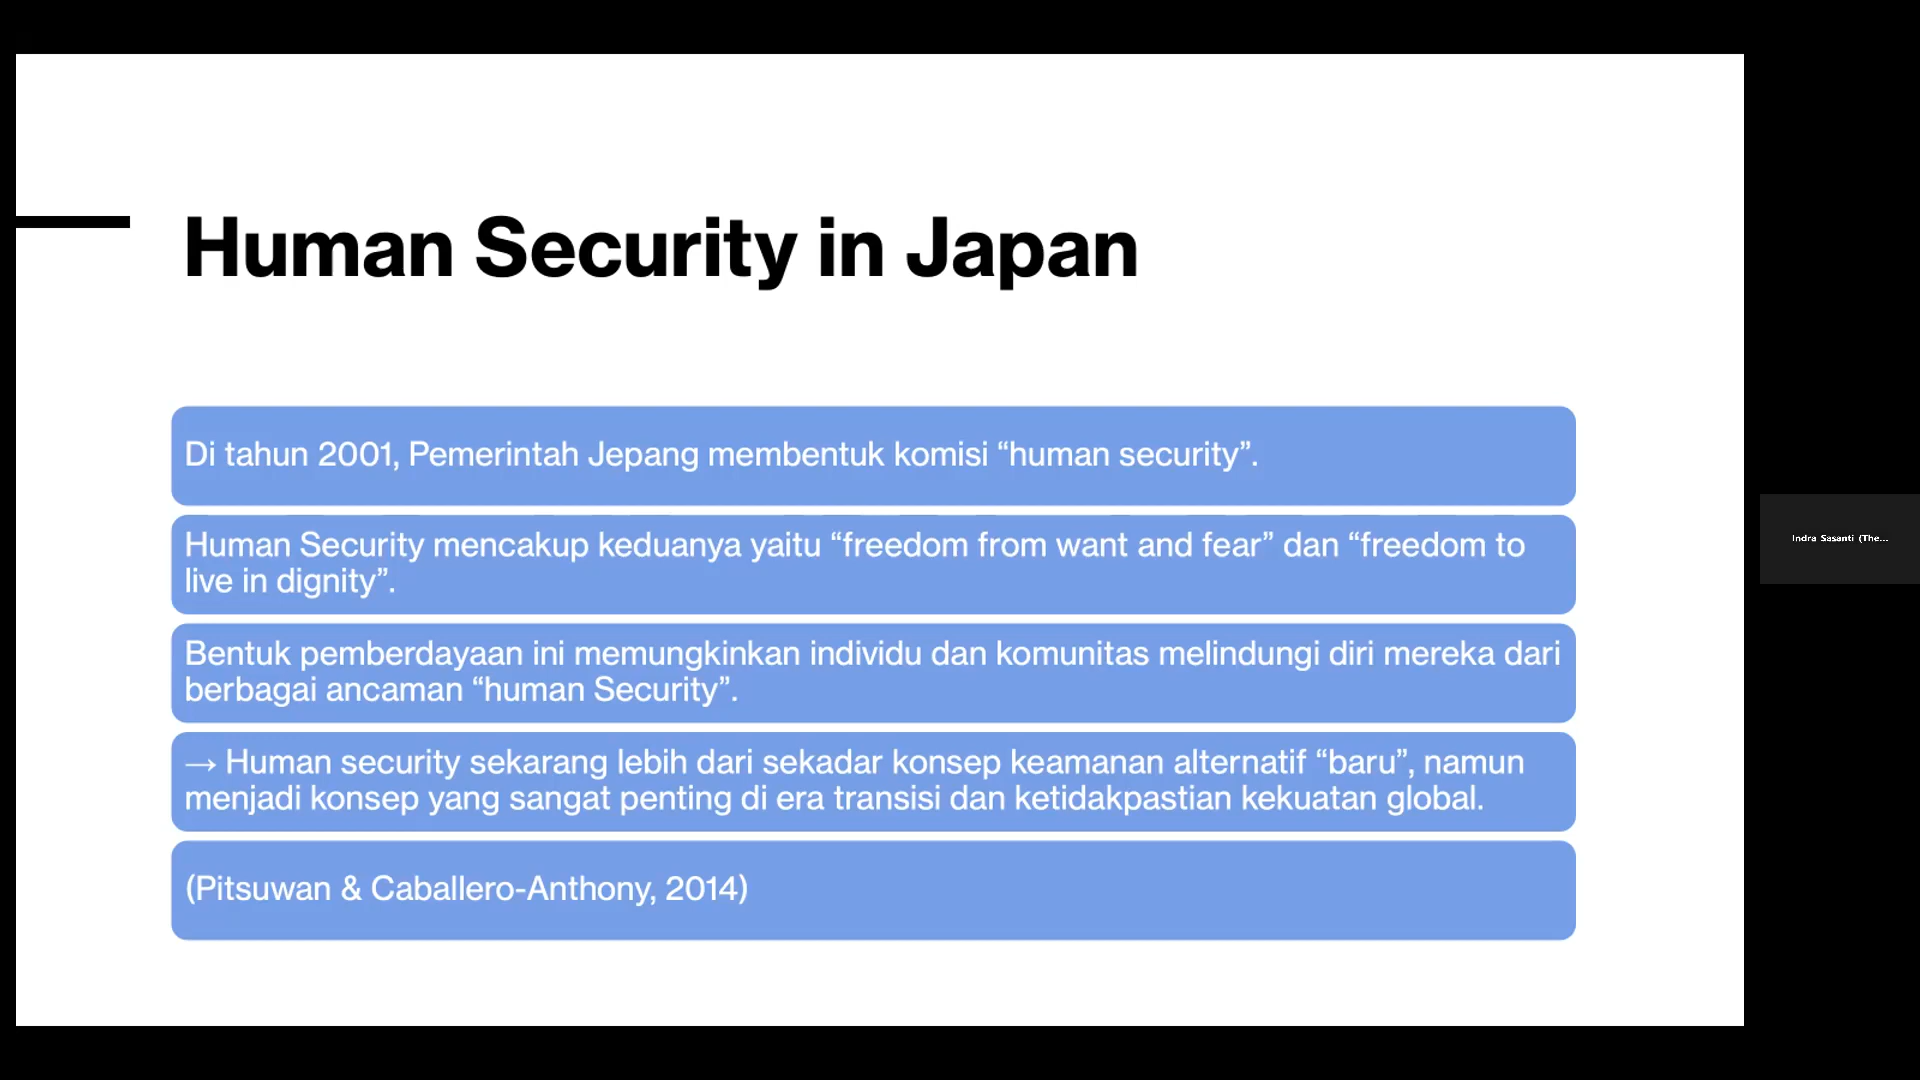 Human Security in Japan
Di tahun 2001, Pemerintah Jepang membentuk komisi “human security”.
Human Security mencakup keduanya yaitu “freedom from want and fear” dan “freedom to
live in dignity”.
Bentuk pemberdayaan ini memungkinkan individu dan komunitas melindungi diri mereka dari
berbagai ancaman “human Security”.
→ Human security sekarang lebih dari sekadar konsep keamanan alternatif “baru”, namun
menjadi konsep yang sangat penting di era transisi dan ketidakpastian kekuatan global.
(Pitsuwan & Caballero-Anthony, 2014)
Indra Sasanti (The...